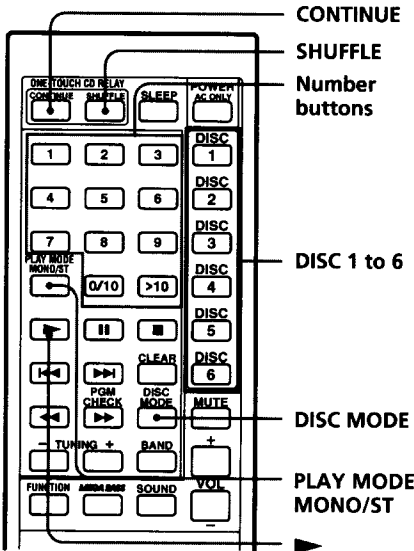 CONTINUE
SHUFFLE
Number
buttons
ONE-TOUCH CD RELAY
CONTINUE SHUFFLE SLEEP POWER
AC ONLY
DISC
1 2 3 1
DISC
4 5 6 2
DISC
7 8 9 3
PLAY MODE
MONO/ST
DISC
0/10 >10 4
DISC 1 to 6
DISC
5
CLEAR DISC
6
PGM
CHECK
DISC
MODE
MUTE
DISC MODE
− TUNING + BAND +
PLAY MODE
MONO/ST
FUNCTION MEGA BASS SOUND VOL
−